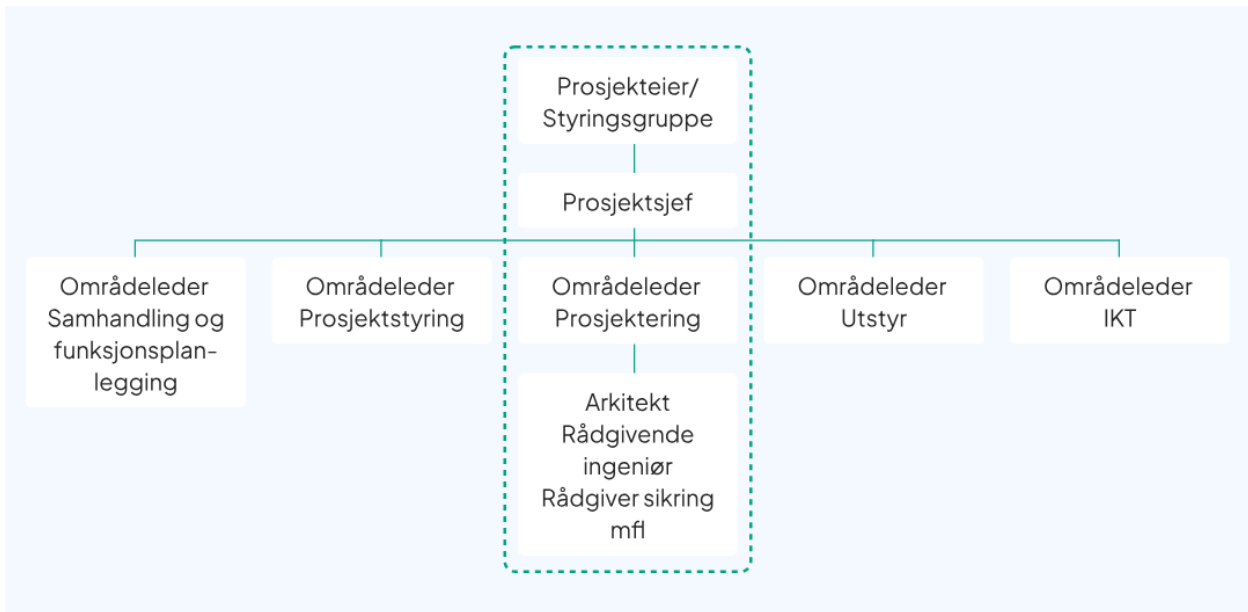 Prosjekteier/
Styringsgruppe
Prosjektsjef
Områdeleder
Samhandling og
funksjonsplan-
legging
Områdeleder
Prosjektstyring
Områdeleder
Prosjektering
Områdeleder
Utstyr
Områdeleder
IKT
Arkitekt
Rådgivende
ingeniør
Rådgiver sikring
mfl